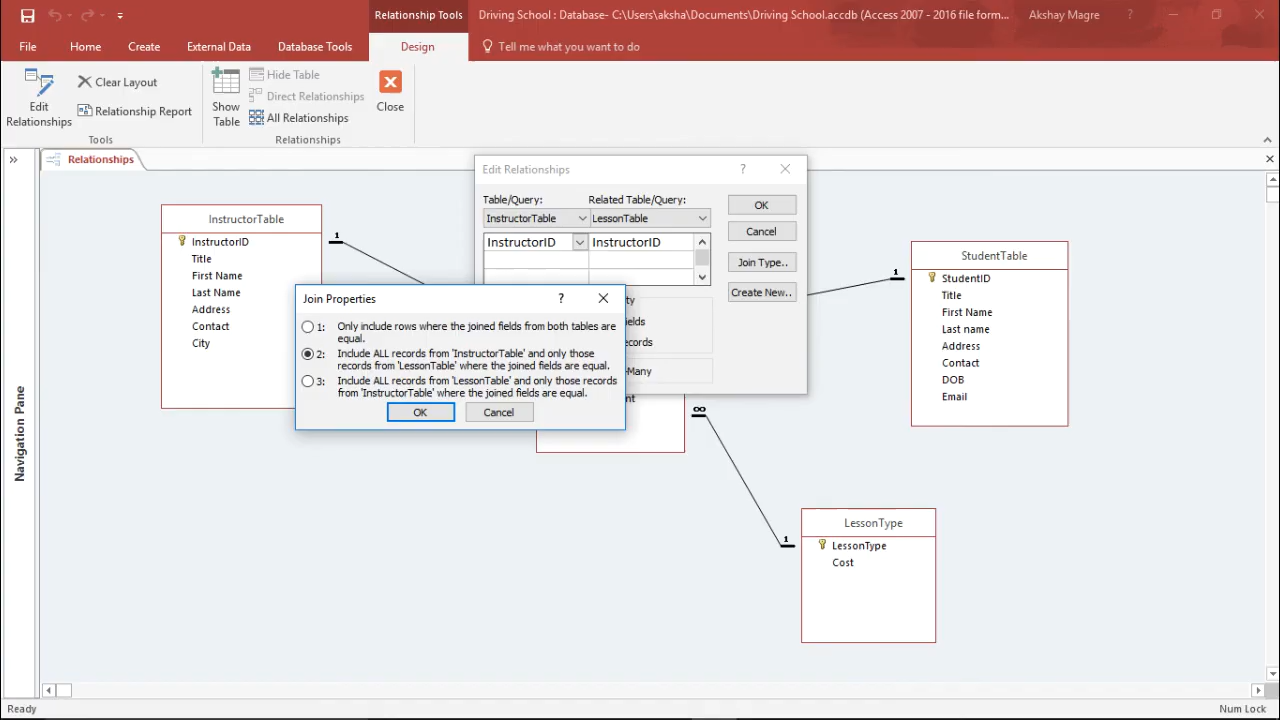 Relationship Tools
Driving School : Database- C:\Users\aksha\Documents\Driving School.accdb (Access 2007 - 2016 file form...
Akshay Magre
?
File
Home
Create
External Data
Database Tools
Design
Tell me what you want to do
Edit
Relationships
Clear Layout
Relationship Report
Tools
Show
Table
Hide Table
Direct Relationships
All Relationships
Relationships
Close
Relationships
Navigation Pane
InstructorTable
InstructorID
Title
First Name
Last Name
Address
Contact
City
1
Edit Relationships
?
Table/Query:
Related Table/Query:
InstructorTable
LessonTable
InstructorID
InstructorID
OK
Cancel
Join Type..
Create New..
ty
ields
ecords
-Many
nt
Join Properties
?
1:
Only include rows where the joined fields from both tables are
equal.
2:
Include ALL records from 'InstructorTable' and only those
records from 'LessonTable' where the joined fields are equal.
3:
Include ALL records from 'LessonTable' and only those records
from 'InstructorTable' where the joined fields are equal.
OK
Cancel
1
StudentTable
StudentID
Title
First Name
Last name
Address
Contact
DOB
Email
∞
1
LessonType
LessonType
Cost
Ready
Num Lock